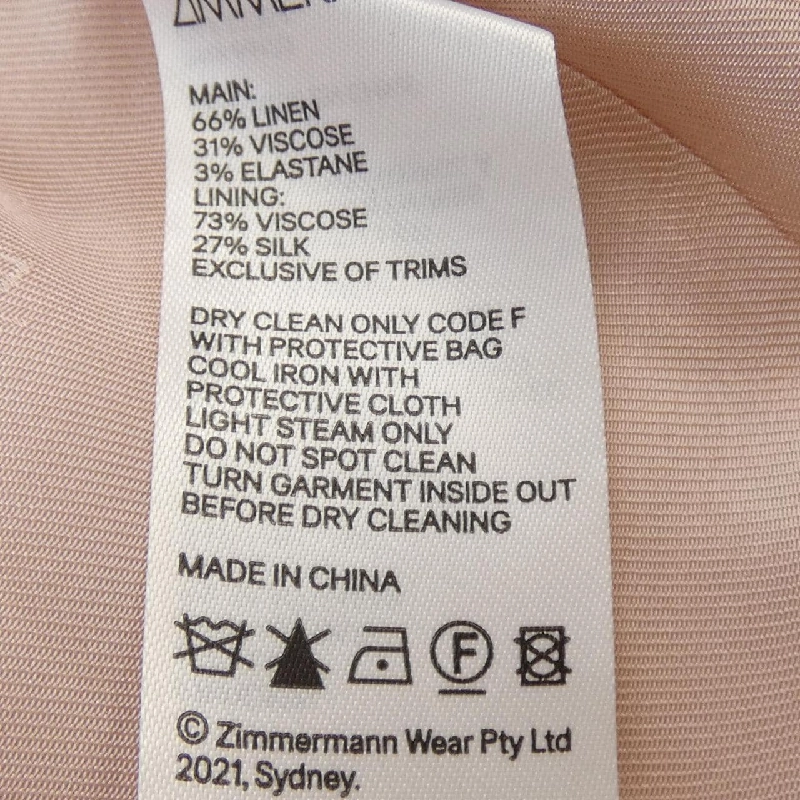 ZIMMERMANN
MAIN:
66% LINEN
31% VISCOSE
3% ELASTANE
LINING:
73% VISCOSE
27% SILK
EXCLUSIVE OF TRIMS
DRY CLEAN ONLY CODE F
WITH PROTECTIVE BAG
COOL IRON WITH
PROTECTIVE CLOTH
LIGHT STEAM ONLY
DO NOT SPOT CLEAN
TURN GARMENT INSIDE OUT
BEFORE DRY CLEANING
MADE IN CHINA
F
© Zimmermann Wear Pty Ltd
2021, Sydney.